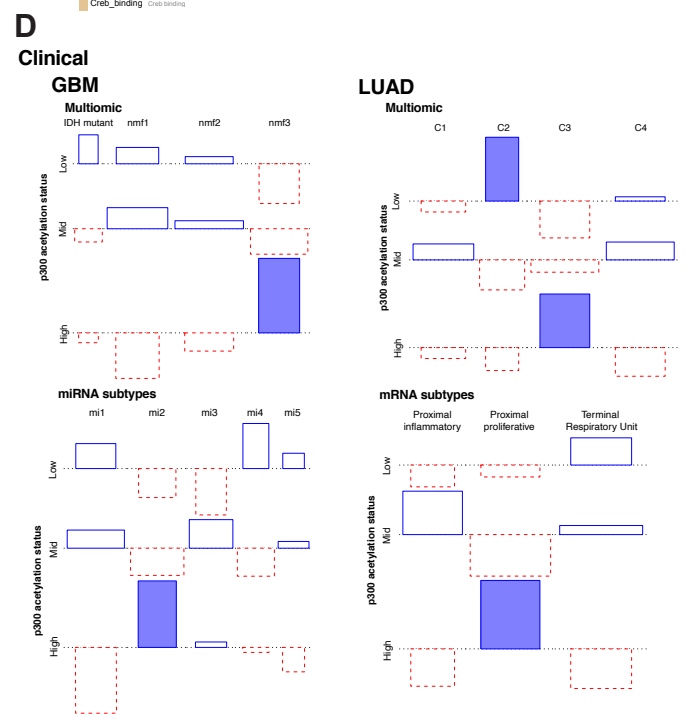 Creb_binding Creb binding
D
Clinical
GBM
Multiomic
IDH mutant nmf1 nmf2 nmf3
p300 acetylation status
Low
Mid
High
miRNA subtypes
mi1 mi2 mi3 mi4 mi5
p300 acetylation status
Low
Mid
High
LUAD
Multiomic
C1 C2 C3 C4
p300 acetylation status
Low
Mid
High
mRNA subtypes
Proximal inflammatory Proximal proliferative Terminal Respiratory Unit
p300 acetylation status
Low
Mid
High